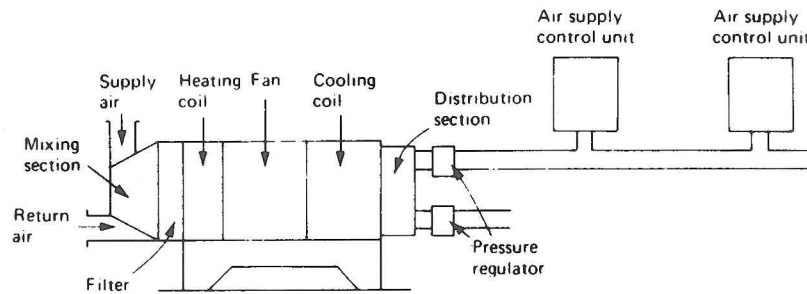 Air supply
control unit
Air supply
control unit
Supply
air
Heating
coil
Fan
Cooling
coil
Distribution
section
Mixing
section
Return
air
Filter
Pressure
regulator